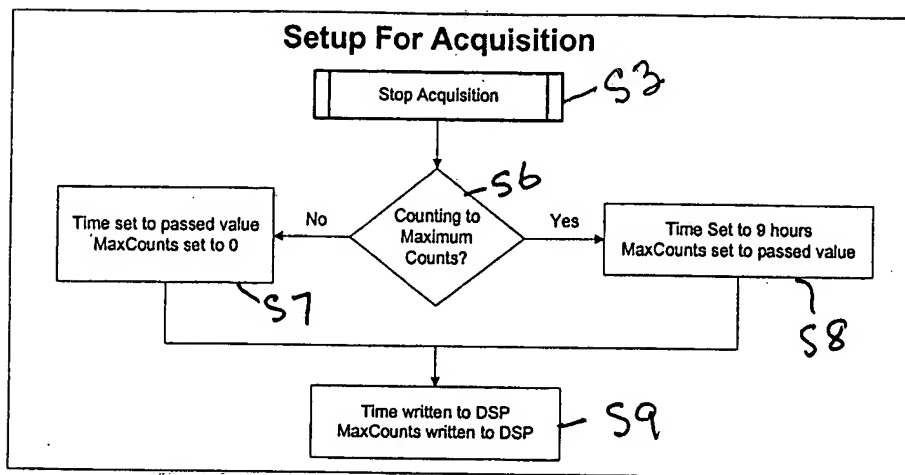 Setup For Acquisition
Stop Acquisition
S3
S6
Counting to
Maximum
Counts?
No
Yes
Time set to passed value
MaxCounts set to 0
S7
Time Set to 9 hours
MaxCounts set to passed value
S8
Time written to DSP
MaxCounts written to DSP
S9